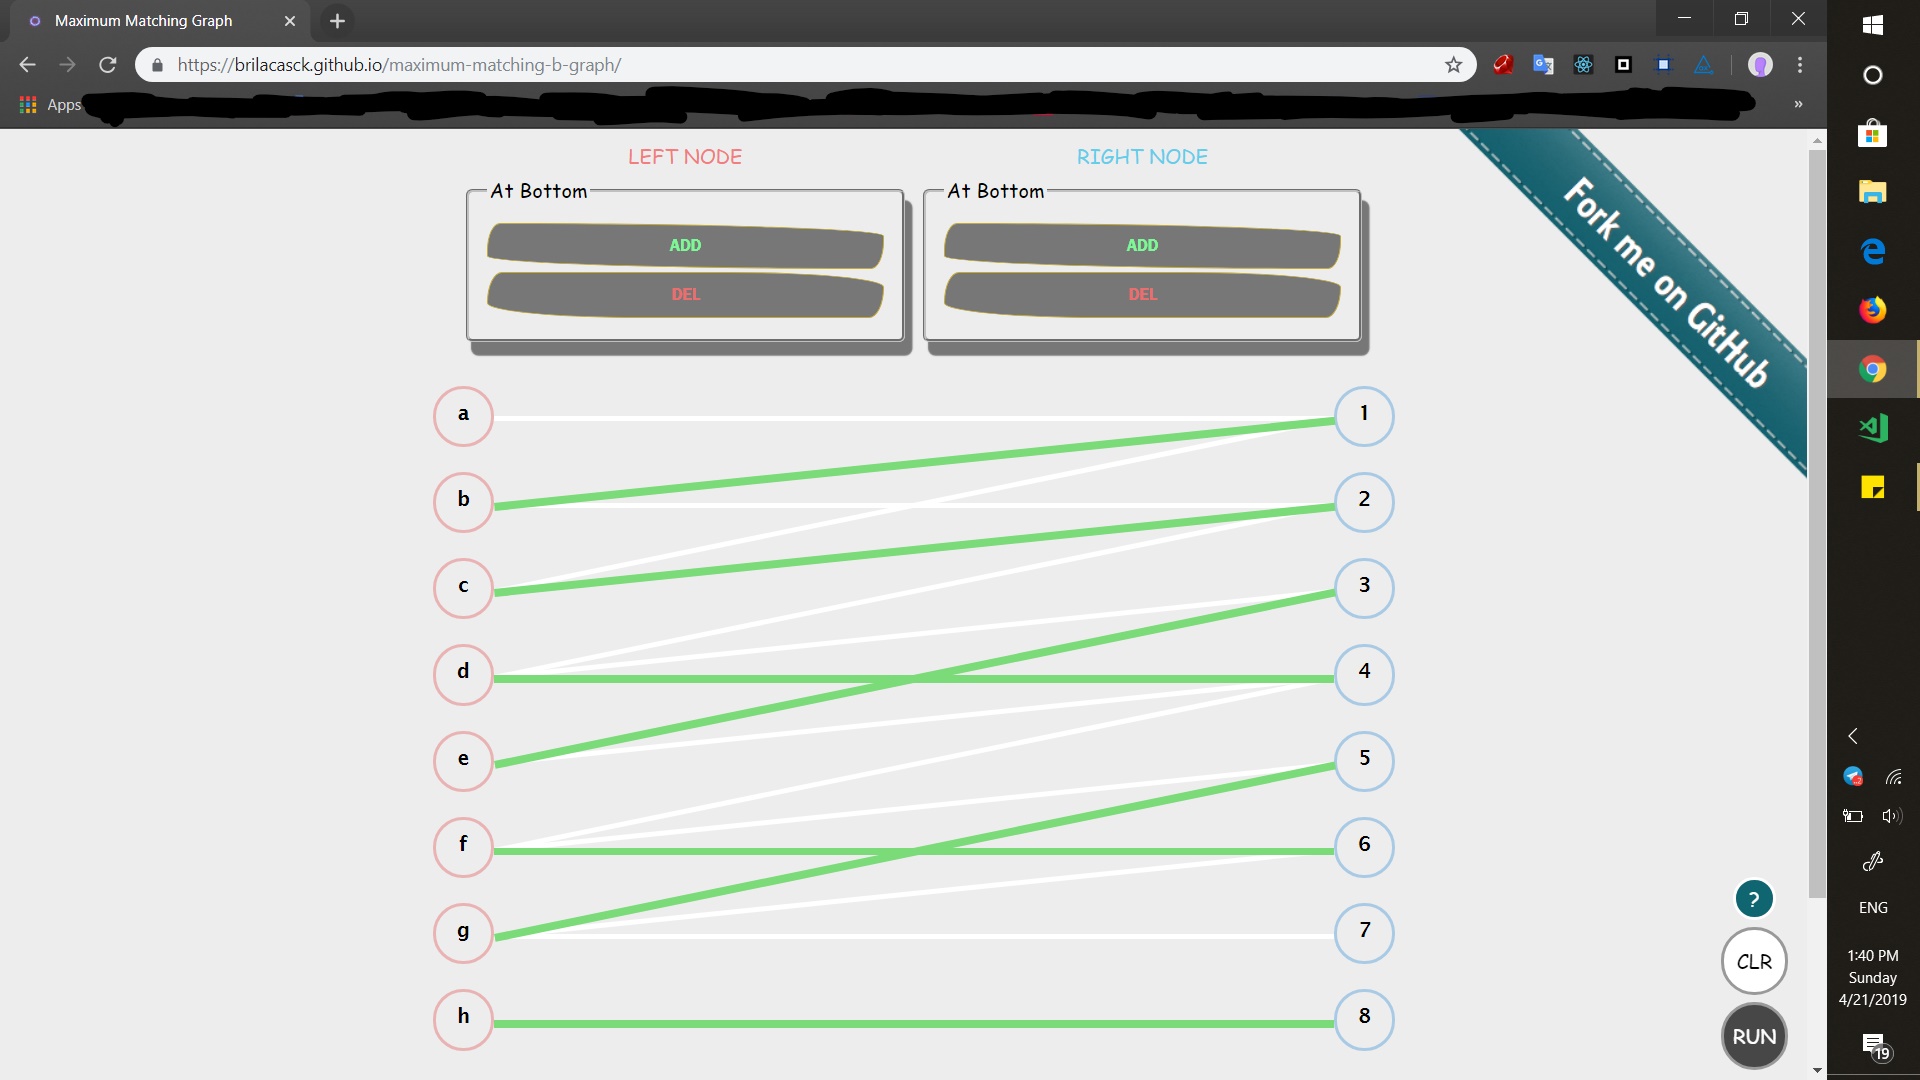 Maximum Matching Graph
https://brilacasck.github.io/maximum-matching-b-graph/
Apps
»
LEFT NODE
RIGHT NODE
At Bottom
At Bottom
ADD
ADD
DEL
DEL
Fork me on GitHub
a
1
b
2
c
3
d
4
e
5
f
6
g
7
h
8
?
CLR
RUN
ENG
1:40 PM
Sunday
4/21/2019
19